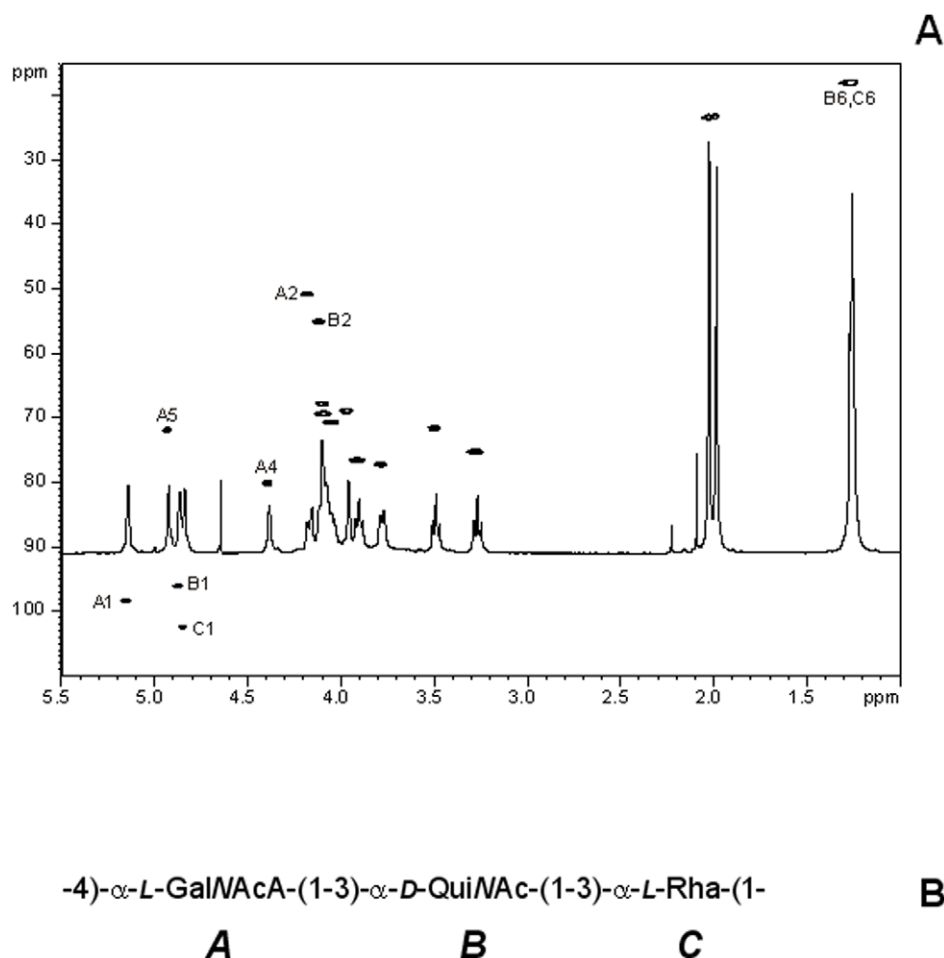 A
ppm
B6,C6
30
40
50
A2
B2
60
70
A5
A4
80
90
B1
100
A1
C1
5.5 5.0 4.5 4.0 3.5 3.0 2.5 2.0 1.5 ppm
-4)-α-L-GalNAcA-(1-3)-α-D-QuiNAc-(1-3)-α-L-Rha-(1-
B
A B C